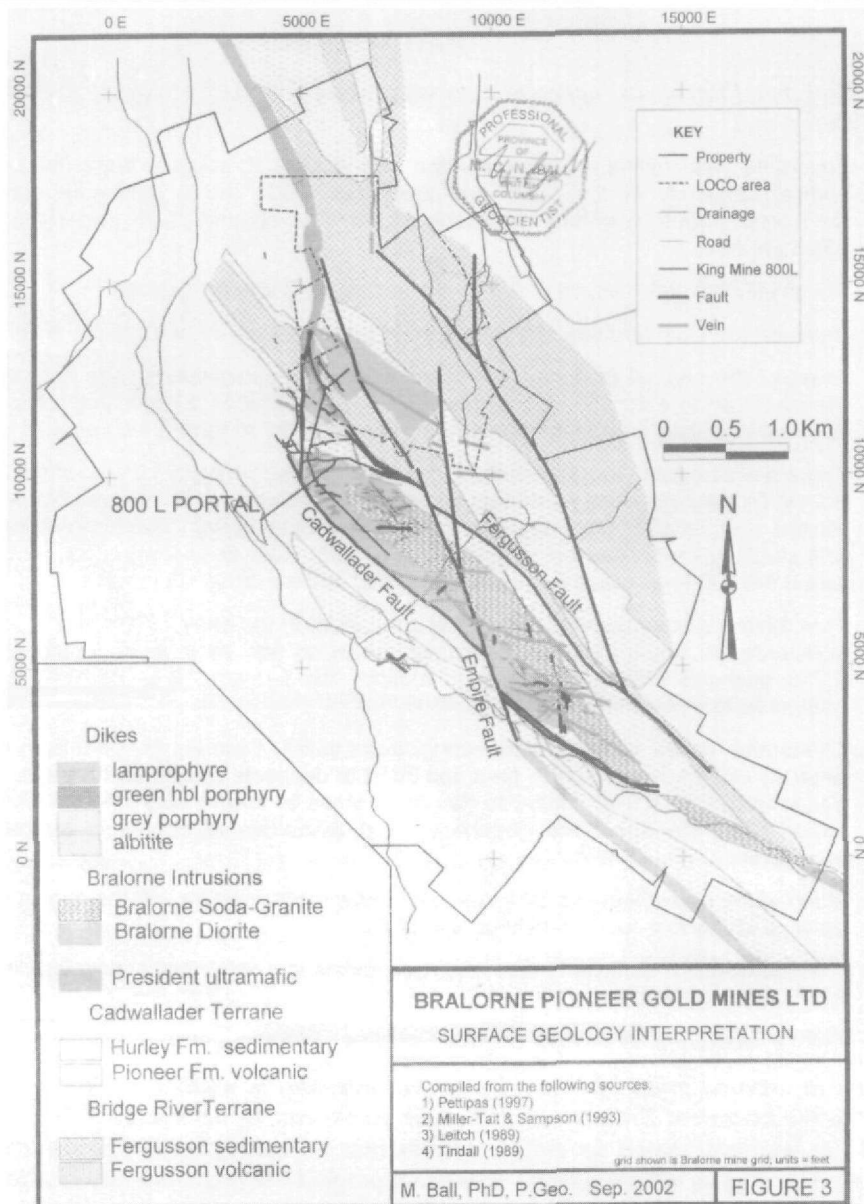 0 E 5000 E 10000 E 15000 E
20000 N
15000 N
10000 N
5000 N
0 N
20000 N
15000 N
10000 N
5000 N
0 N
PROFESSIONAL
PROVINCE
OF
COLUMBIA
GEOSCIENTIST
KEY
Property
LOCO area
Drainage
Road
King Mine 800L
Fault
Vein
0 0.5 1.0 Km
N
800 L PORTAL
Cadwallader Fault
Fergusson Fault
Empire Fault
Dikes
lamprophyre
green hbl porphyry
grey porphyry
albitite
Bralorne Intrusions
Bralorne Soda-Granite
Bralorne Diorite
President ultramafic
Cadwallader Terrane
Hurley Fm. sedimentary
Pioneer Fm. volcanic
Bridge RiverTerrane
Fergusson sedimentary
Fergusson volcanic
BRALORNE PIONEER GOLD MINES LTD
SURFACE GEOLOGY INTERPRETATION
Compiled from the following sources:
1) Pettipas (1997)
2) Miller-Tait & Sampson (1993)
3) Leitch (1989)
4) Tindall (1989)
grid shown is Bralorne mine grid, units = feet
M. Ball, PhD, P.Geo. Sep. 2002
FIGURE 3